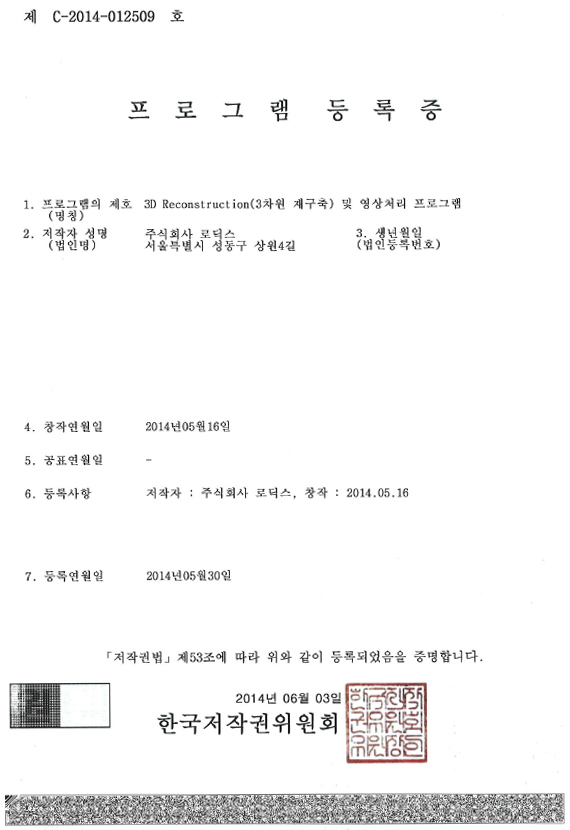 제 C-2014-012509 호
프 로 그 램 등 록 증
1. 프로그램의 제호 3D Reconstruction(3차원 재구축) 및 영상처리 프로그램
(명칭)
2. 저작자 성명 주식회사 로딕스 3. 생년월일
(법인명) 서울특별시 성동구 상원4길 (법인등록번호)
4. 창작연월일 2014년05월16일
5. 공표연월일 -
6. 등록사항 저작자 : 주식회사 로딕스, 창작 : 2014.05.16
7. 등록연월일 2014년05월30일
「저작권법」제53조에 따라 위와 같이 등록되었음을 증명합니다.
2014년 06월 03일
한국저작권위원회